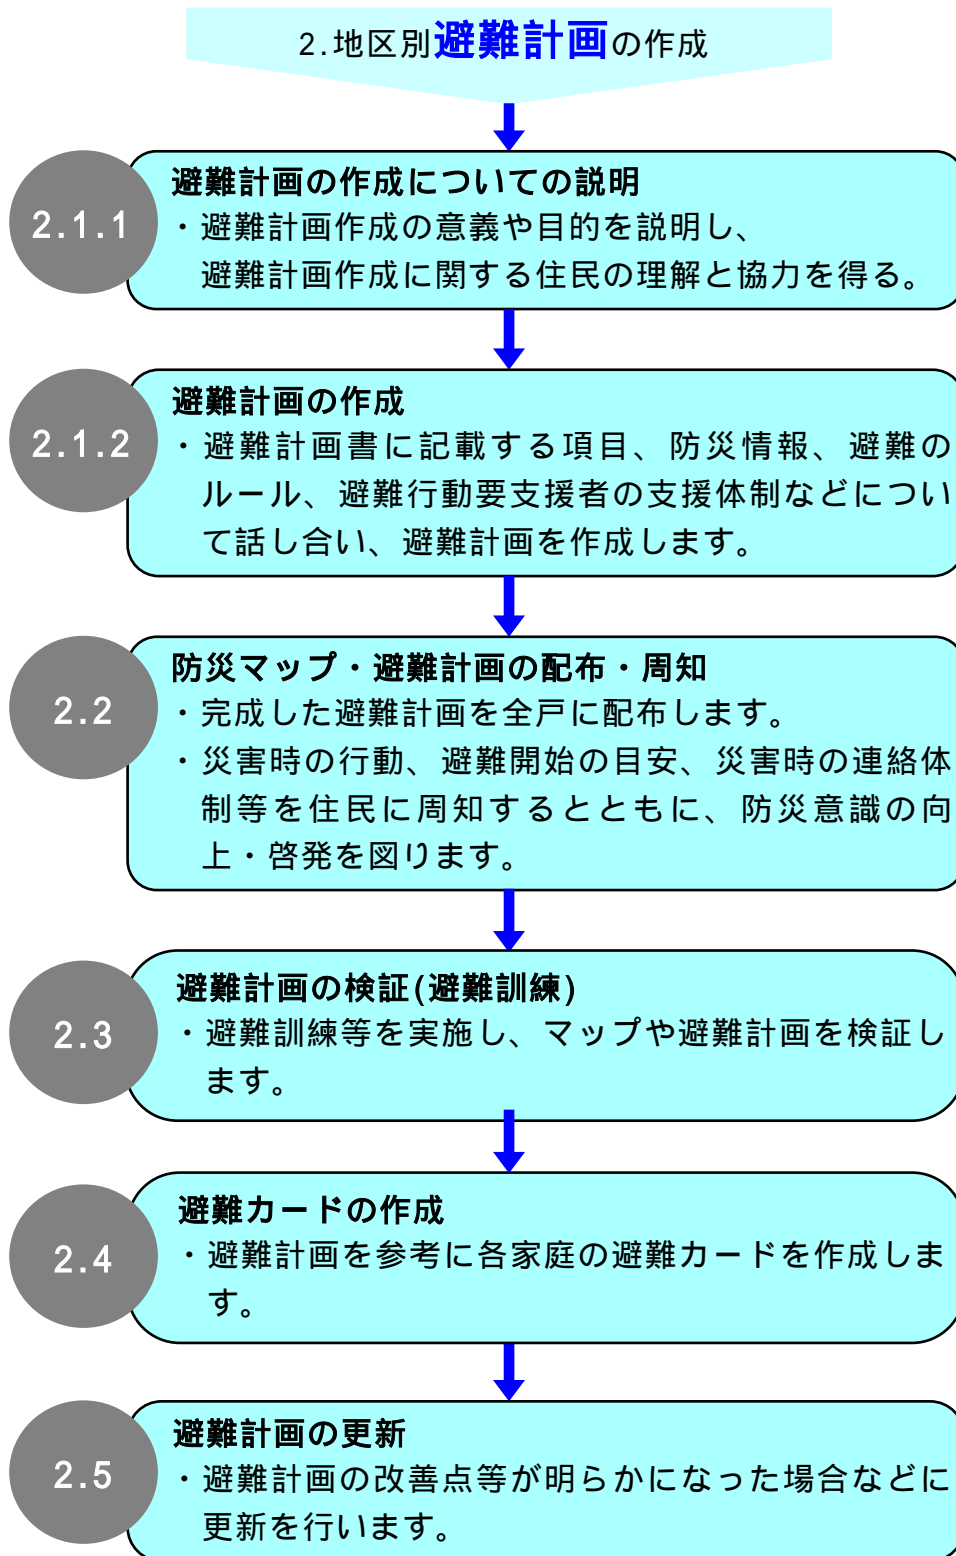 2.地区別避難計画の作成
2.1.1
避難計画の作成についての説明
・避難計画作成の意義や目的を説明し、
避難計画作成に関する住民の理解と協力を得る。
2.1.2
避難計画の作成
・避難計画書に記載する項目、防災情報、避難の
ルール、避難行動要支援者の支援体制などについ
て話し合い、避難計画を作成します。
2.2
防災マップ・避難計画の配布・周知
・完成した避難計画を全戸に配布します。
・災害時の行動、避難開始の目安、災害時の連絡体
制等を住民に周知するとともに、防災意識の向
上・啓発を図ります。
2.3
避難計画の検証(避難訓練)
・避難訓練等を実施し、マップや避難計画を検証し
ます。
2.4
避難カードの作成
・避難計画を参考に各家庭の避難カードを作成しま
す。
2.5
避難計画の更新
・避難計画の改善点等が明らかになった場合などに
更新を行います。